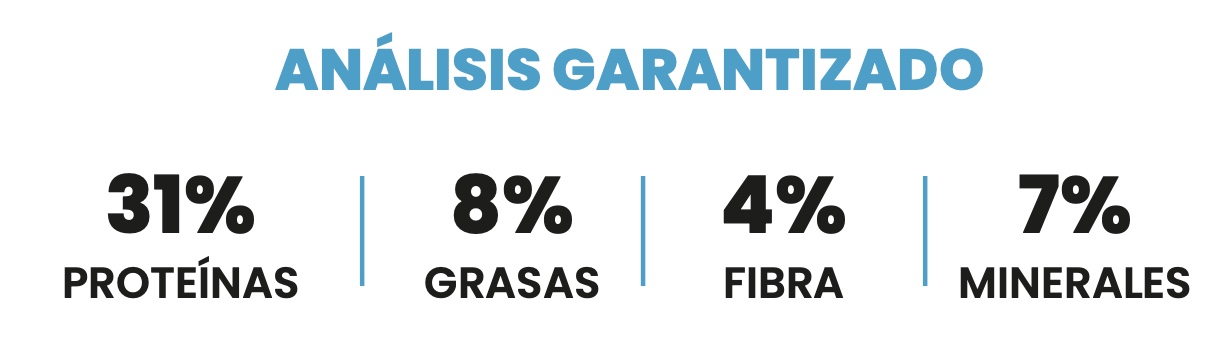 ANÁLISIS GARANTIZADO
31% 8% 4% 7%
PROTEÍNAS GRASAS FIBRA MINERALES